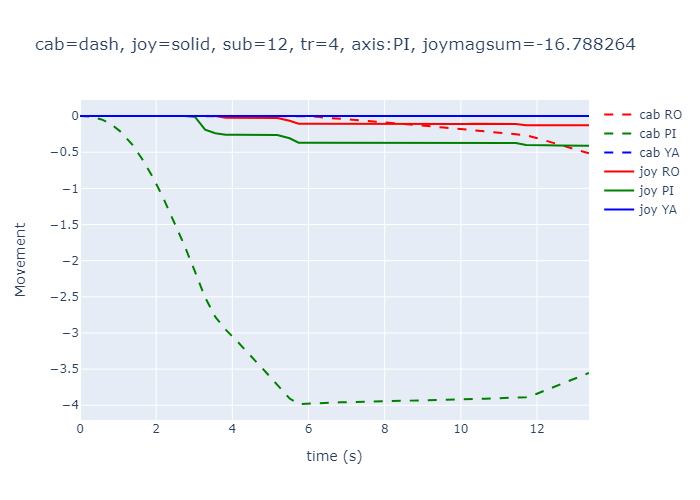 cab=dash, joy=solid, sub=12, tr=4, axis:PI, joymagsum=-16.788264
0
−0.5
−1
−1.5
−2
−2.5
−3
−3.5
−4
Movement
0 2 4 6 8 10 12
time (s)
cab RO
cab PI
cab YA
joy RO
joy PI
joy YA